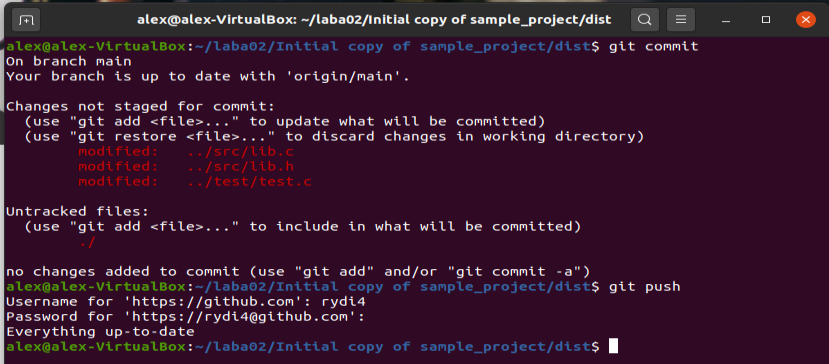 alex@alex-VirtualBox: ~/laba02/Initial copy of sample_project/dist
alex@alex-VirtualBox:~/laba02/Initial copy of sample_project/dist$ git commit
On branch main
Your branch is up to date with 'origin/main'.
Changes not staged for commit:
  (use "git add <file>..." to update what will be committed)
  (use "git restore <file>..." to discard changes in working directory)
        modified:   ../src/lib.c
        modified:   ../src/lib.h
        modified:   ../test/test.c
Untracked files:
  (use "git add <file>..." to include in what will be committed)
        ./
no changes added to commit (use "git add" and/or "git commit -a")
alex@alex-VirtualBox:~/laba02/Initial copy of sample_project/dist$ git push
Username for 'https://github.com': rydi4
Password for 'https://rydi4@github.com':
Everything up-to-date
alex@alex-VirtualBox:~/laba02/Initial copy of sample_project/dist$